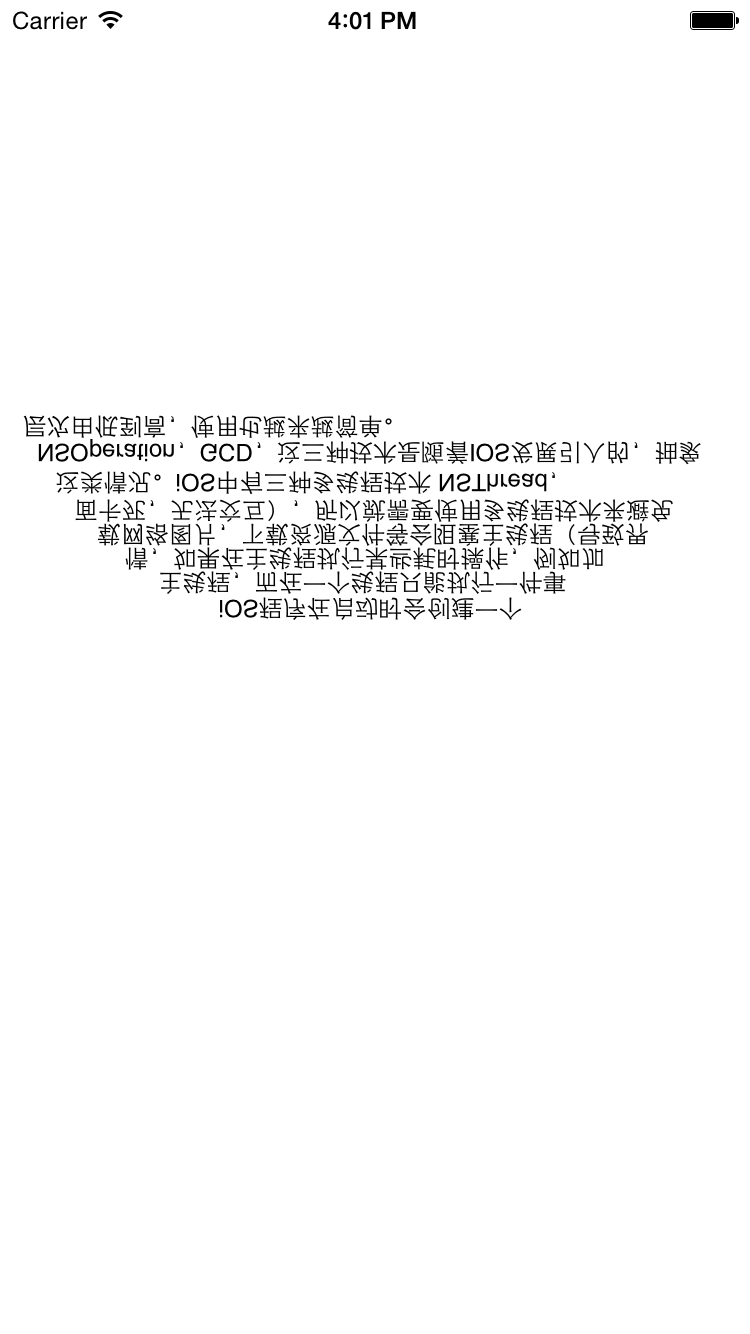 Carrier 4:01 PM
iOS程序在启动时会创建一个
主线程，而在一个线程只能执行一件事
情，如果在主线程执行某些耗时操作，例如加
载网络图片，下载资源文件等会阻塞主线程（导致界
面卡死，无法交互），所以就需要使用多线程技术来避免
这类情况。iOS中有三种多线程技术 NSThread，
NSOperation，GCD，这三种技术是随着IOS发展引入的，抽象
层次由低到高，使用也越来越简单。